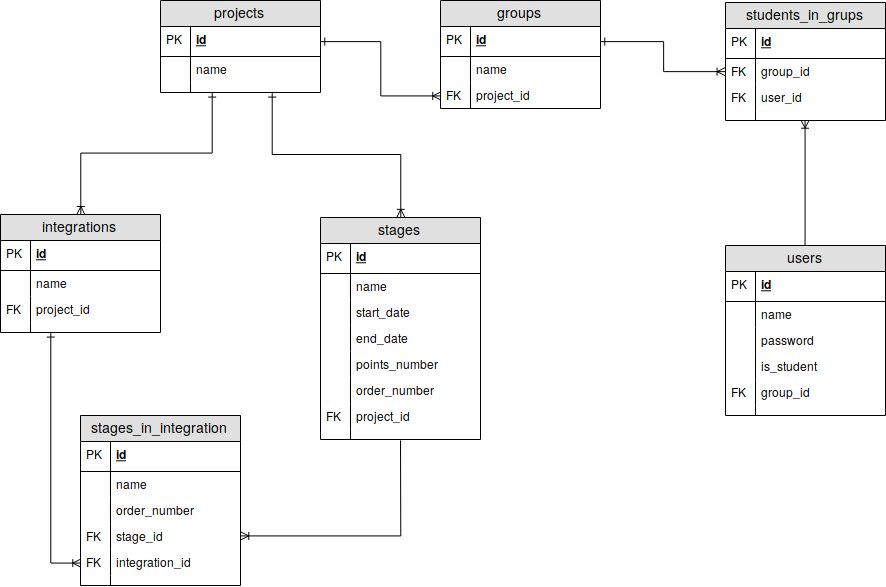 projects
PK id
name
groups
PK id
name
FK project_id
students_in_grups
PK id
FK group_id
FK user_id
integrations
PK id
name
FK project_id
stages
PK id
name
start_date
end_date
points_number
order_number
FK project_id
users
PK id
name
password
is_student
FK group_id
stages_in_integration
PK id
name
order_number
FK stage_id
FK integration_id